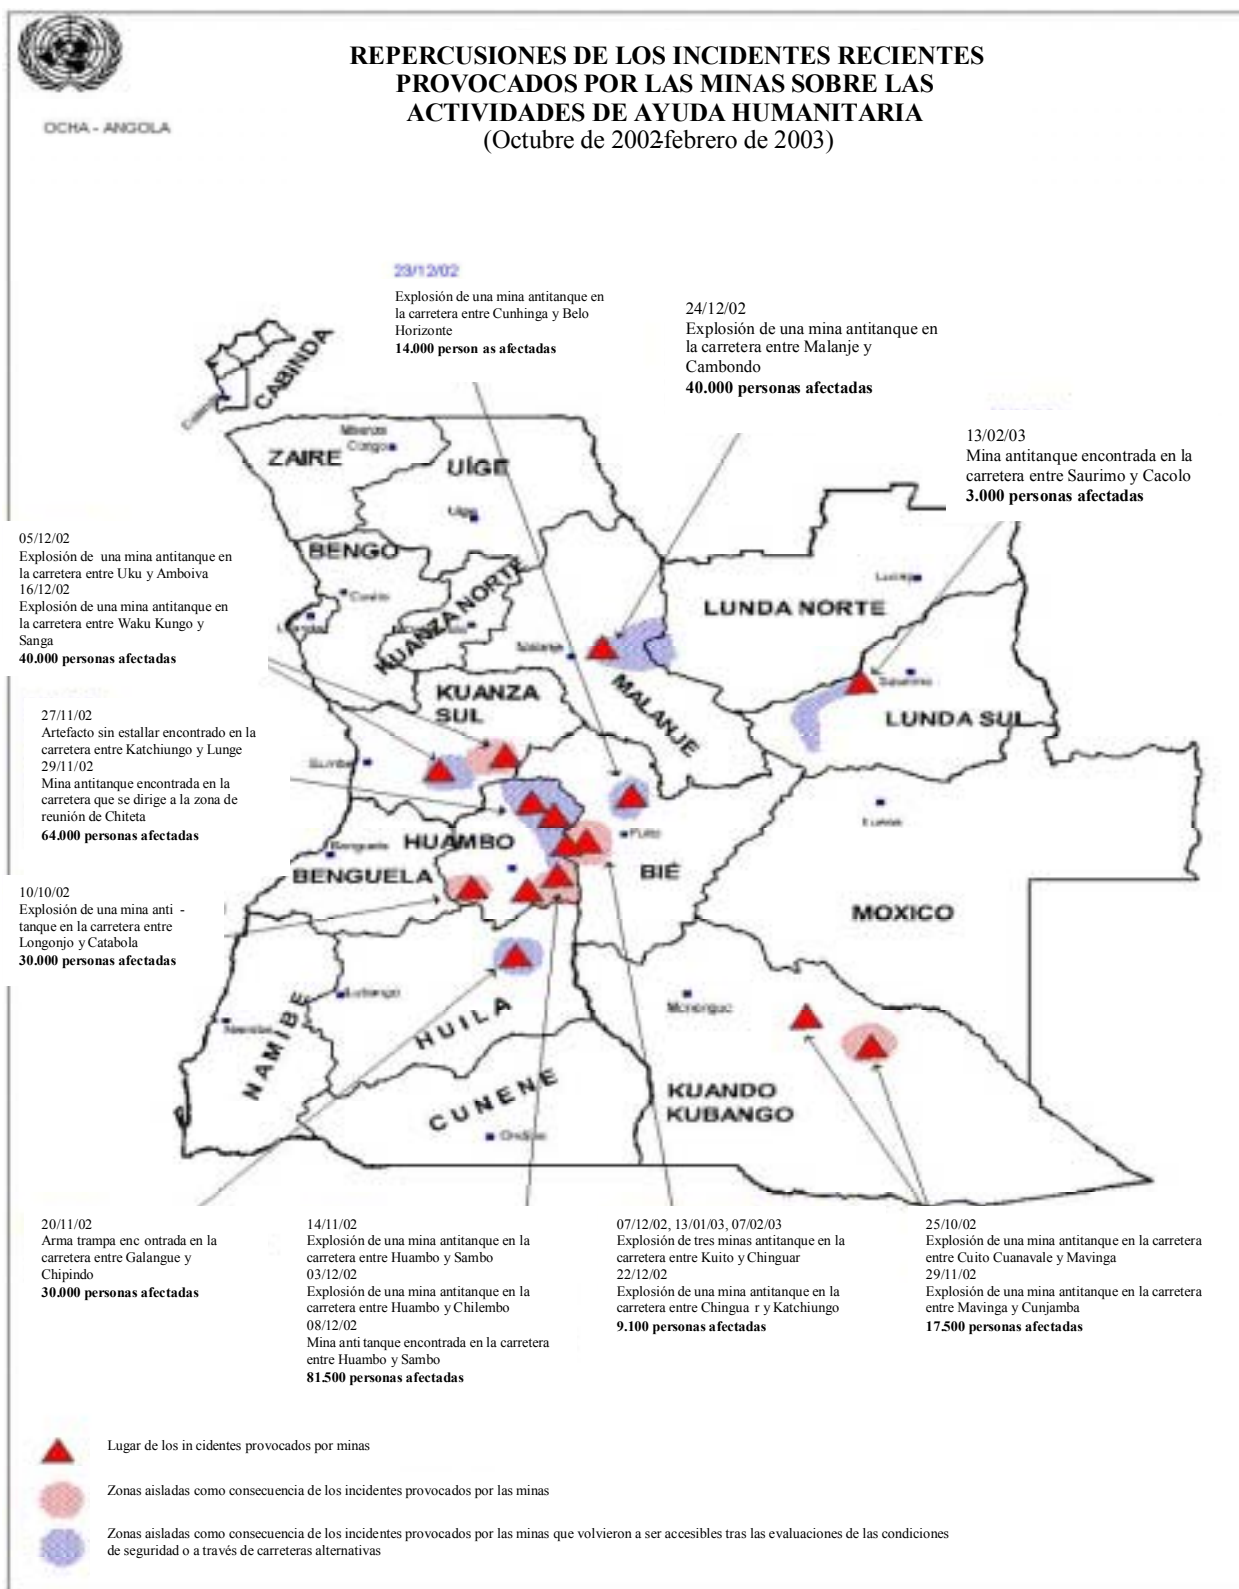 OCHA - ANGOLA
REPERCUSIONES DE LOS INCIDENTES RECIENTES
PROVOCADOS POR LAS MINAS SOBRE LAS
ACTIVIDADES DE AYUDA HUMANITARIA
(Octubre de 2002-febrero de 2003)
23/12/02
Explosión de una mina antitanque en
la carretera entre Cunhinga y Belo
Horizonte
14.000 person as afectadas
24/12/02
Explosión de una mina antitanque en
la carretera entre Malanje y
Cambondo
40.000 personas afectadas
13/02/03
Mina antitanque encontrada en la
carretera entre Saurimo y Cacolo
3.000 personas afectadas
05/12/02
Explosión de una mina antitanque en
la carretera entre Uku y Amboiva
16/12/02
Explosión de una mina antitanque en
la carretera entre Waku Kungo y
Sanga
40.000 personas afectadas
27/11/02
Artefacto sin estallar encontrado en la
carretera entre Katchiungo y Lunge
29/11/02
Mina antitanque encontrada en la
carretera que se dirige a la zona de
reunión de Chiteta
64.000 personas afectadas
10/10/02
Explosión de una mina anti -
tanque en la carretera entre
Longonjo y Catabola
30.000 personas afectadas
CABINDA
ZAIRE
Mbanza
Congo
UÍGE
Uíge
BENGO
Caxito
KUANZA NORTE
LUNDA NORTE
Malanje
MALANJE
KUANZA
SUL
Saurimo
LUNDA SUL
Sumbe
HUAMBO
Benguela
BENGUELA
Kuito
BIÉ
Luena
MOXICO
Lubango
HUILA
Namibe
NAMIBE
Menongue
CUNENE
Ondjiva
KUANDO
KUBANGO
20/11/02
Arma trampa enc ontrada en la
carretera entre Galangue y
Chipindo
30.000 personas afectadas
14/11/02
Explosión de una mina antitanque en la
carretera entre Huambo y Sambo
03/12/02
Explosión de una mina antitanque en la
carretera entre Huambo y Chilembo
08/12/02
Mina anti tanque encontrada en la carretera
entre Huambo y Sambo
81.500 personas afectadas
07/12/02, 13/01/03, 07/02/03
Explosión de tres minas antitanque en la
carretera entre Kuito y Chinguar
22/12/02
Explosión de una mina antitanque en la
carretera entre Chingua r y Katchiungo
9.100 personas afectadas
25/10/02
Explosión de una mina antitanque en la carretera
entre Cuito Cuanavale y Mavinga
29/11/02
Explosión de una mina antitanque en la carretera
entre Mavinga y Cunjamba
17.500 personas afectadas
Lugar de los in cidentes provocados por minas
Zonas aisladas como consecuencia de los incidentes provocados por las minas
Zonas aisladas como consecuencia de los incidentes provocados por las minas que volvieron a ser accesibles tras las evaluaciones de las condiciones
de seguridad o a través de carreteras alternativas